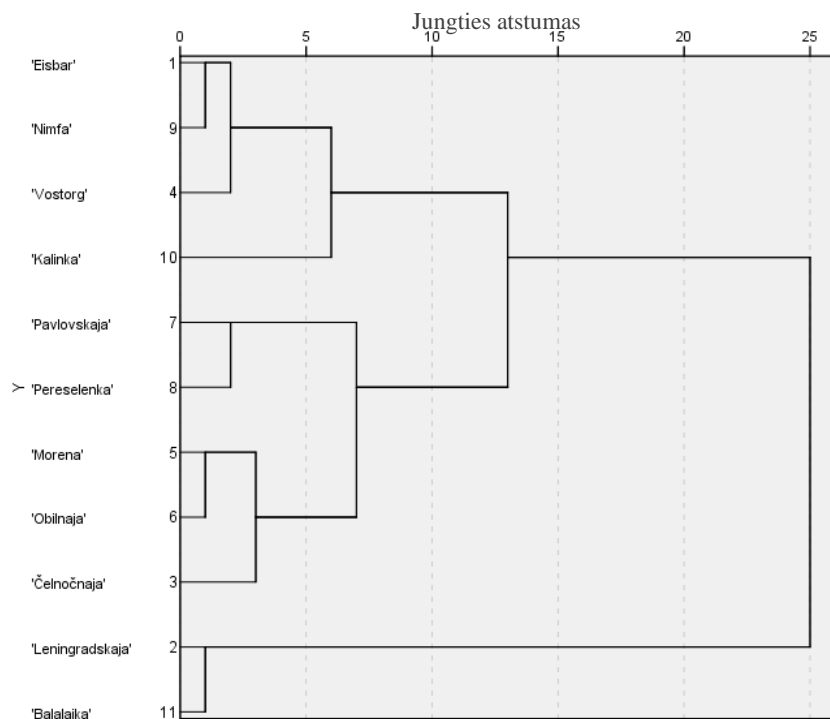 Jungties atstumas
0 5 10 15 20 25
'Eisbar' 1
'Nimfa' 9
'Vostorg' 4
'Kalinka' 10
'Pavlovskaja' 7
Y 'Pereselenka' 8
'Morena' 5
'Obilnaja' 6
'Čelnočnaja' 3
'Leningradskaja' 2
'Balalaika' 11